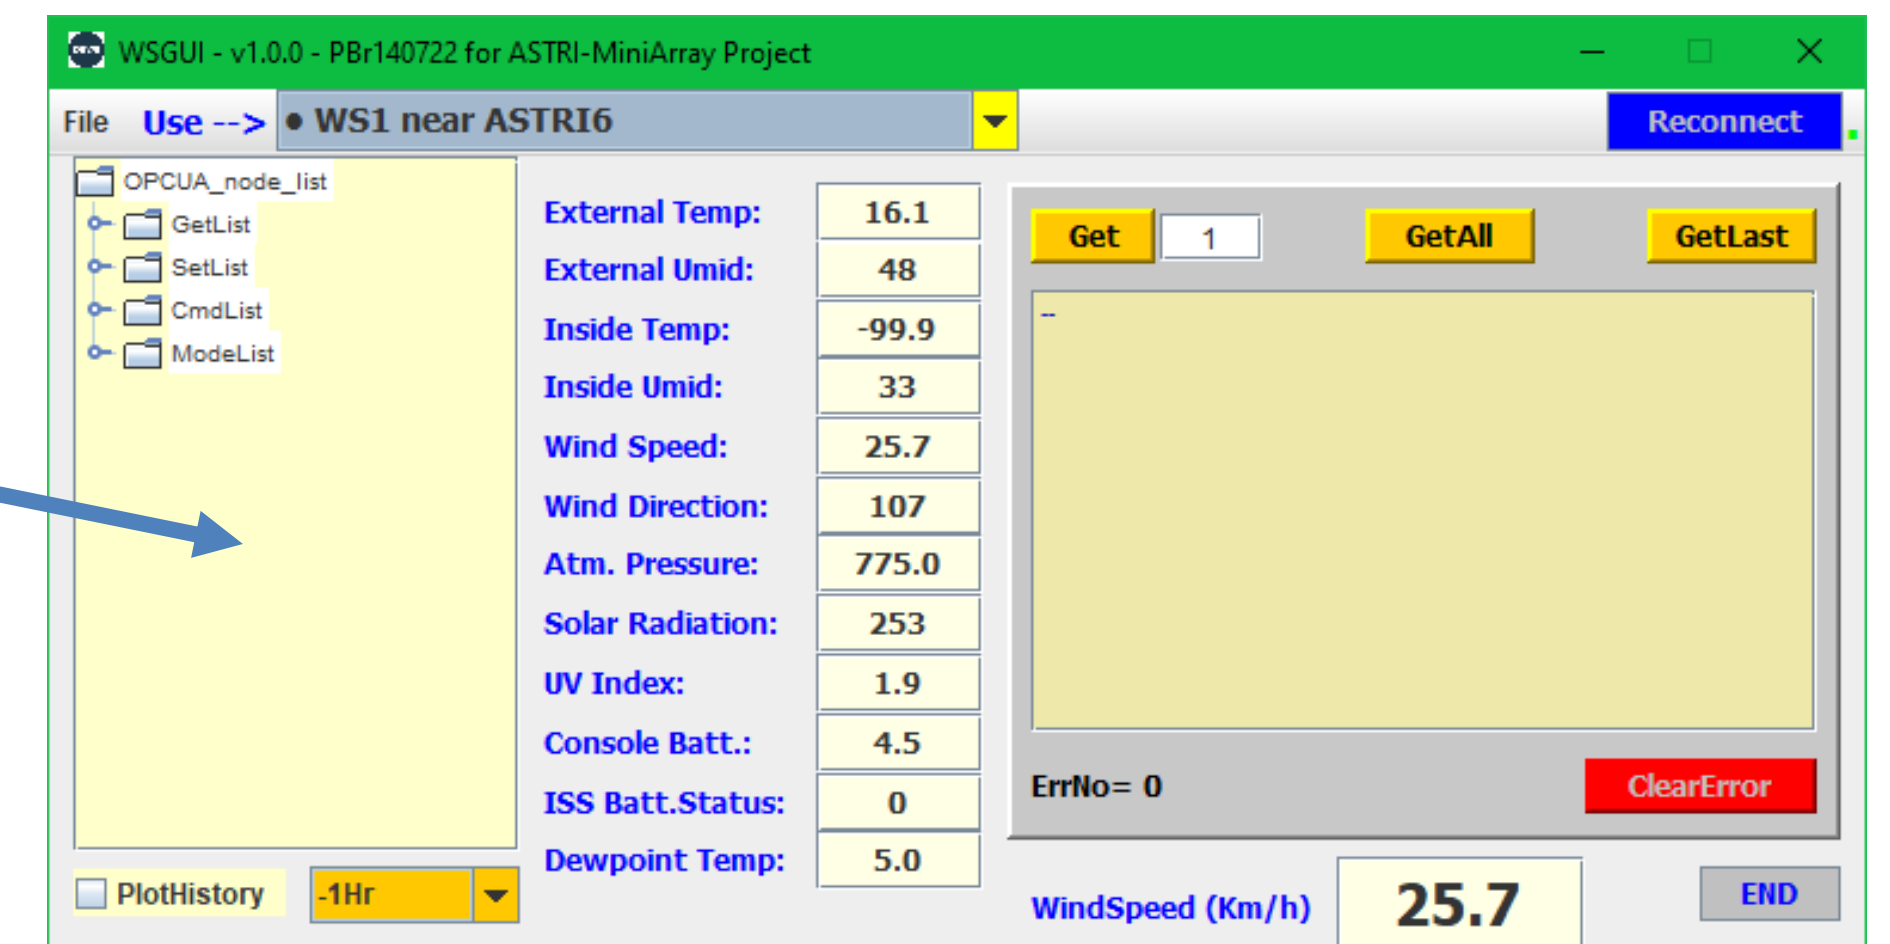 WSGUI - v1.0.0 - PBr140722 for ASTRI-MiniArray Project
File Use --> ● WS1 near ASTRI6 Reconnect
OPCUA_node_list
GetList
SetList
CmdList
ModeList
PlotHistory -1Hr
External Temp: 16.1
External Umid: 48
Inside Temp: -99.9
Inside Umid: 33
Wind Speed: 25.7
Wind Direction: 107
Atm. Pressure: 775.0
Solar Radiation: 253
UV Index: 1.9
Console Batt.: 4.5
ISS Batt.Status: 0
Dewpoint Temp: 5.0
Get 1 GetAll GetLast
--
ErrNo= 0 ClearError
WindSpeed (Km/h) 25.7 END